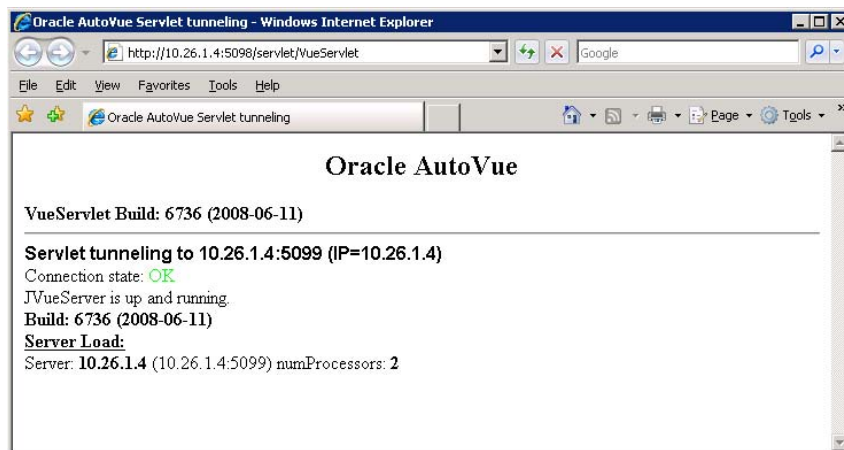 Oracle AutoVue Servlet tunneling - Windows Internet Explorer
http://10.26.1.4:5098/servlet/VueServlet
Google
File Edit View Favorites Tools Help
Oracle AutoVue Servlet tunneling
Page Tools
Oracle AutoVue
VueServlet Build: 6736 (2008-06-11)
Servlet tunneling to 10.26.1.4:5099 (IP=10.26.1.4)
Connection state: OK
JVueServer is up and running.
Build: 6736 (2008-06-11)
Server Load:
Server: 10.26.1.4 (10.26.1.4:5099) numProcessors: 2